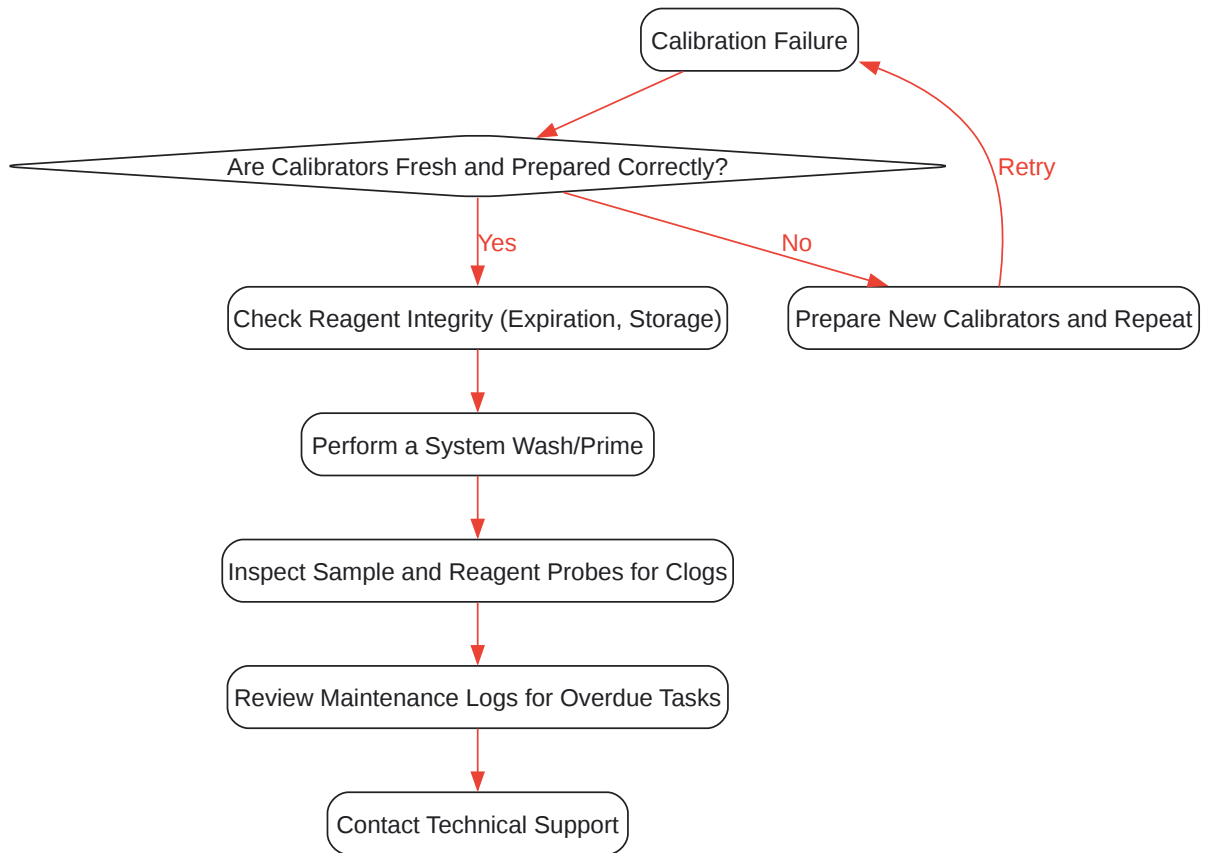 Calibration Failure
Are Calibrators Fresh and Prepared Correctly?
Retry
Yes
No
Check Reagent Integrity (Expiration, Storage)
Prepare New Calibrators and Repeat
Perform a System Wash/Prime
Inspect Sample and Reagent Probes for Clogs
Review Maintenance Logs for Overdue Tasks
Contact Technical Support